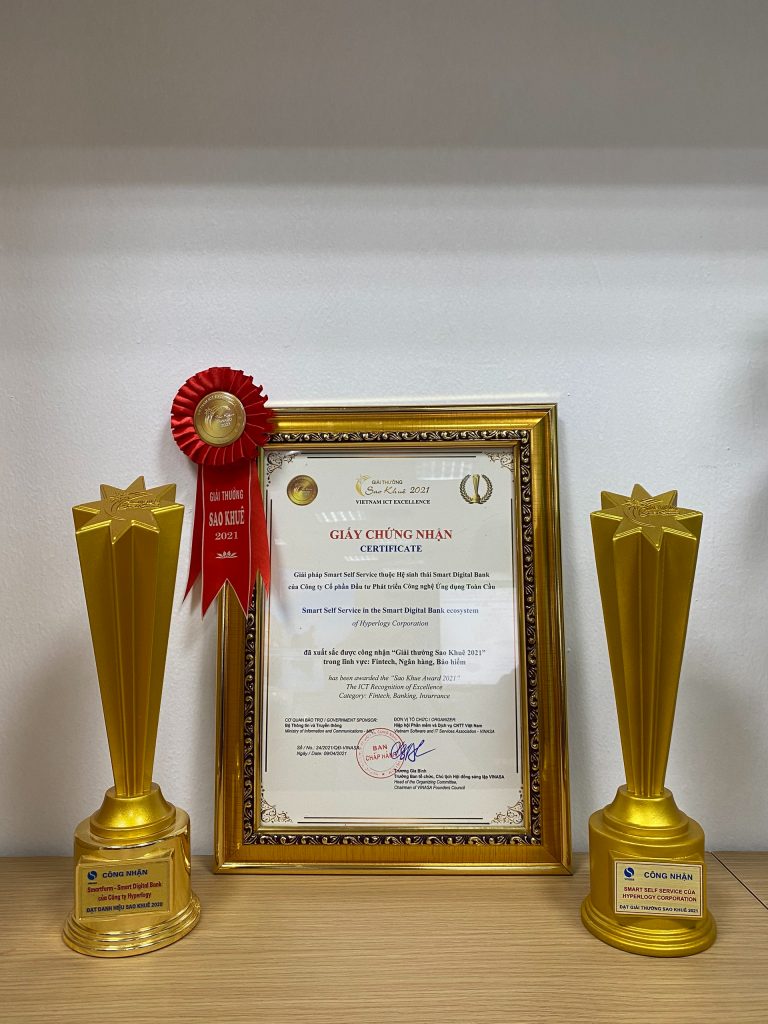 GIẢI THƯỞNG
SAO KHUÊ
2021
GIẢI THƯỞNG
Sao Khuê 2021
VIETNAM ICT EXCELLENCE
GIẤY CHỨNG NHẬN
CERTIFICATE
Giải pháp Smart Self Service thuộc Hệ sinh thái Smart Digital Bank
của Công ty Cổ phần Đầu tư Phát triển Công nghệ Ứng dụng Toàn Cầu
Smart Self Service in the Smart Digital Bank ecosystem
of Hyperlogy Corporation
đã xuất sắc được công nhận "Giải thưởng Sao Khuê 2021"
trong lĩnh vực: Fintech, Ngân hàng, Bảo hiểm
has been awarded the "Sao Khue Award 2021"
The ICT Recognition of Excellence
Category: Fintech, Banking, Insurrance
CƠ QUAN BẢO TRỢ / GOVERNMENT SPONSOR:
Bộ Thông tin và Truyền thông
Ministry of Information and Communications - MIC
Số / No.: 24/2021/QĐ-VINASA
Ngày / Date: 09/04/2021
ĐƠN VỊ TỔ CHỨC / ORGANIZER:
Hiệp hội Phần mềm và Dịch vụ CNTT Việt Nam
Vietnam Software and IT Services Association - VINASA
BAN
CHẤP HÀNH
Trương Gia Bình
Trưởng Ban tổ chức, Chủ tịch Hội đồng sáng lập VINASA
Head of the Organizing Committee,
Chairman of VINASA Founders Council
VINASA
CÔNG NHẬN
Smartform - Smart Digital Bank
của Công ty Hyperlogy
ĐẠT DANH HIỆU SAO KHUÊ 2020
VINASA
CÔNG NHẬN
SMART SELF SERVICE CỦA
HYPERLOGY CORPORATION
ĐẠT GIẢI THƯỞNG SAO KHUÊ 2021